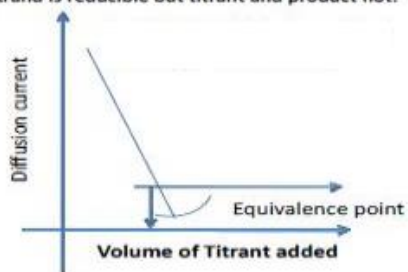 Diffusion current
Equivalence point
Volume of Titrant added